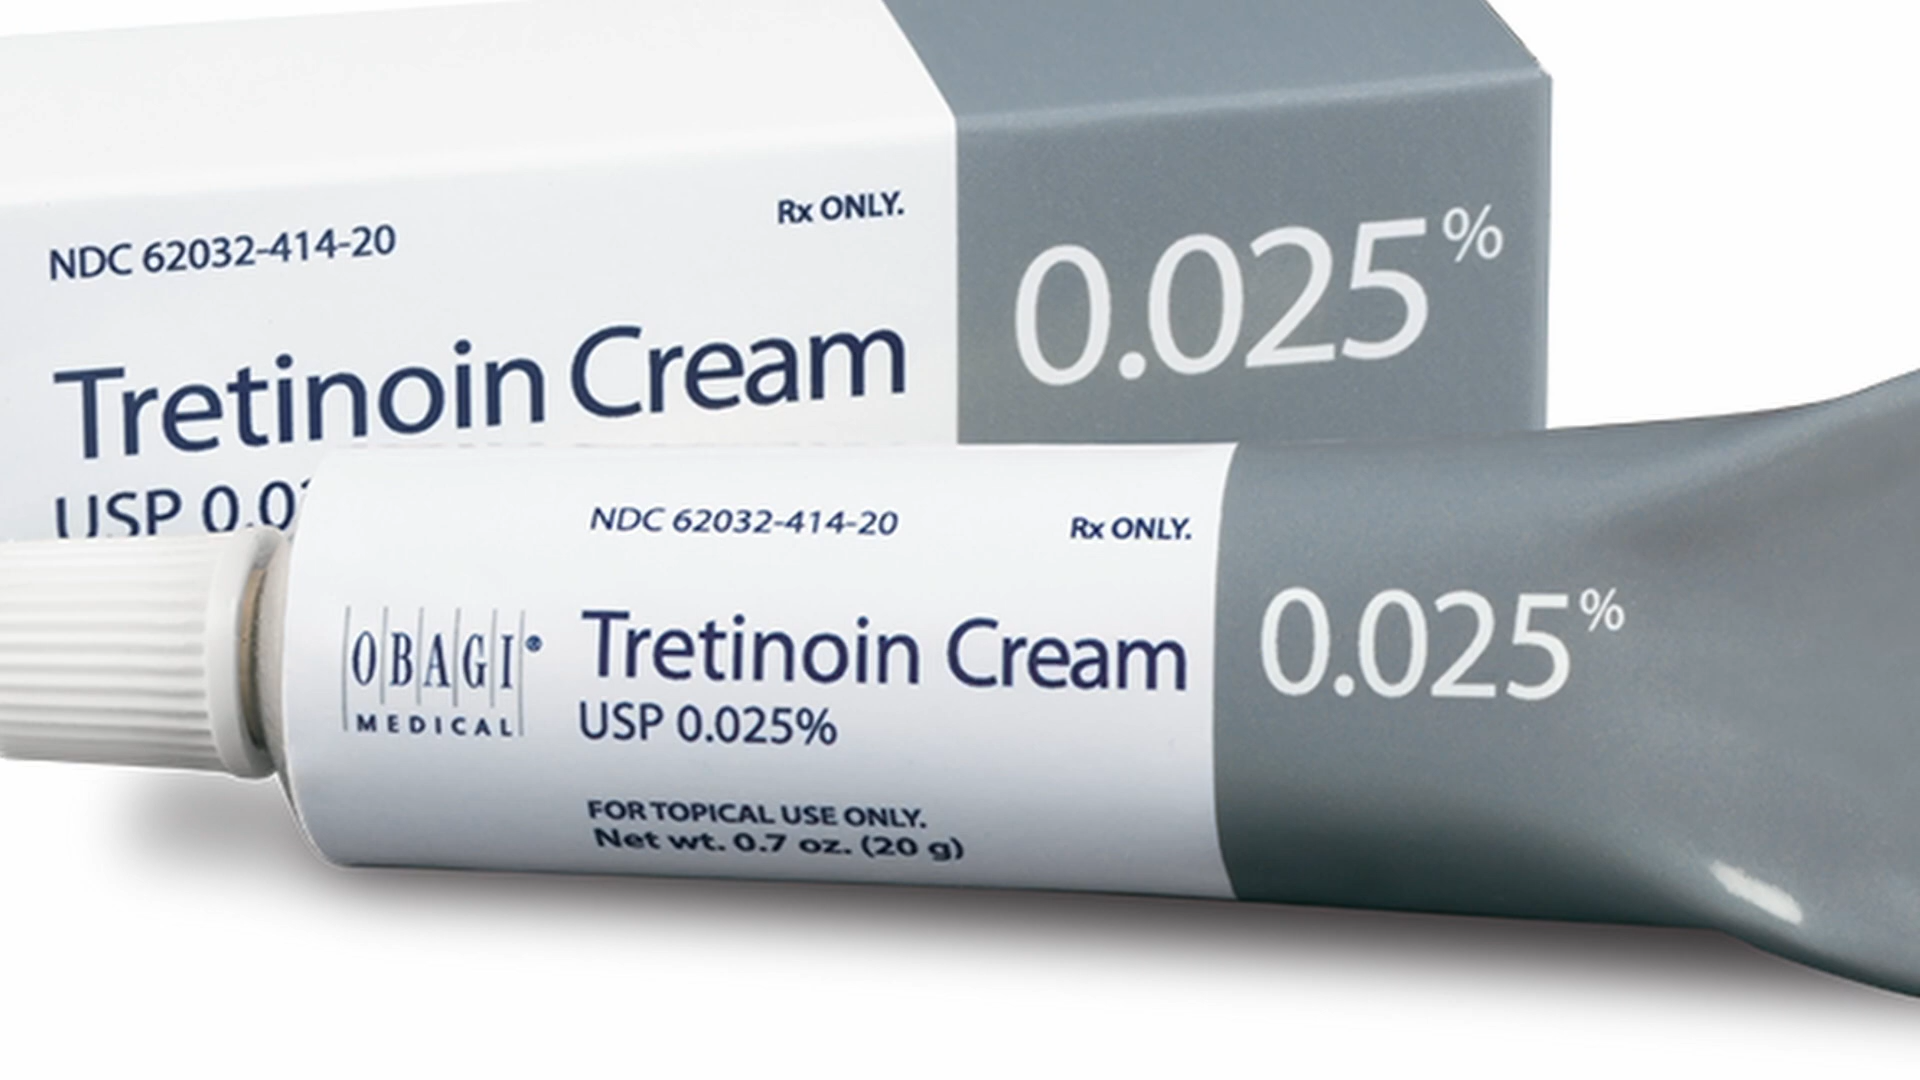 NDC 62032-414-20
Rx ONLY.
Tretinoin Cream
0.025%
USP
NDC 62032-414-20
Rx ONLY.
OBAGI®
MEDICAL
Tretinoin Cream
USP 0.025%
0.025%
FOR TOPICAL USE ONLY.
Net wt. 0.7 oz. (20 g)